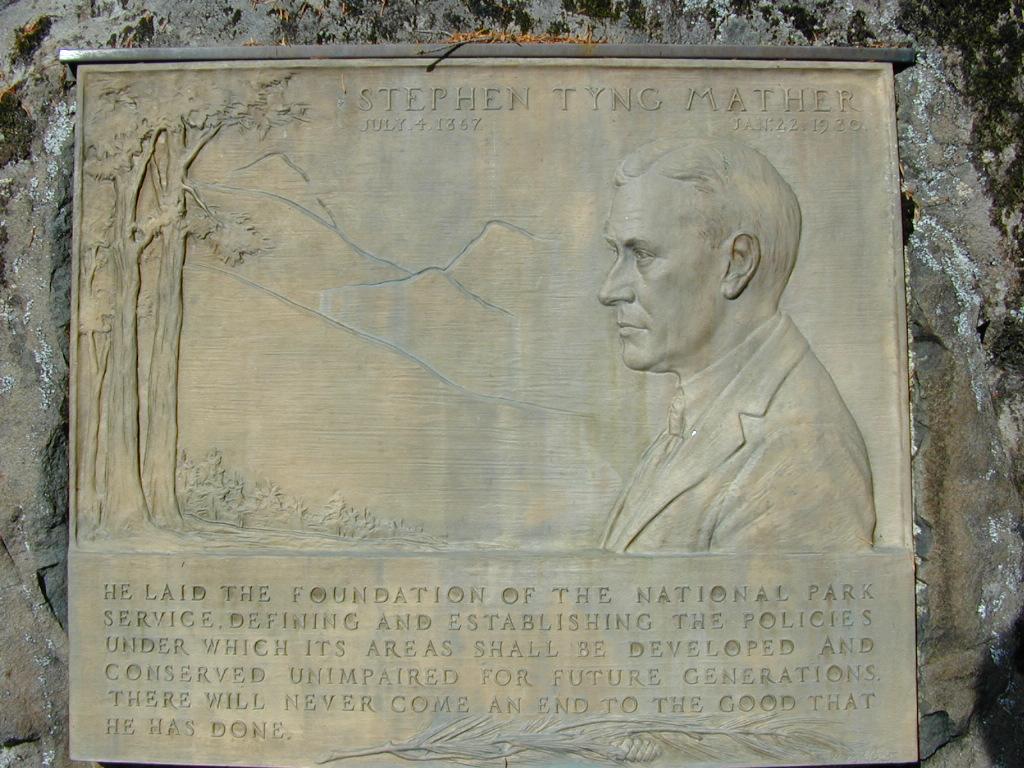 STEPHEN TYNG MATHER
JULY.4.1867. JAN.22.1930.
HE LAID THE FOUNDATION OF THE NATIONAL PARK
SERVICE, DEFINING AND ESTABLISHING THE POLICIES
UNDER WHICH ITS AREAS SHALL BE DEVELOPED AND
CONSERVED UNIMPAIRED FOR FUTURE GENERATIONS.
THERE WILL NEVER COME AN END TO THE GOOD THAT
HE HAS DONE.